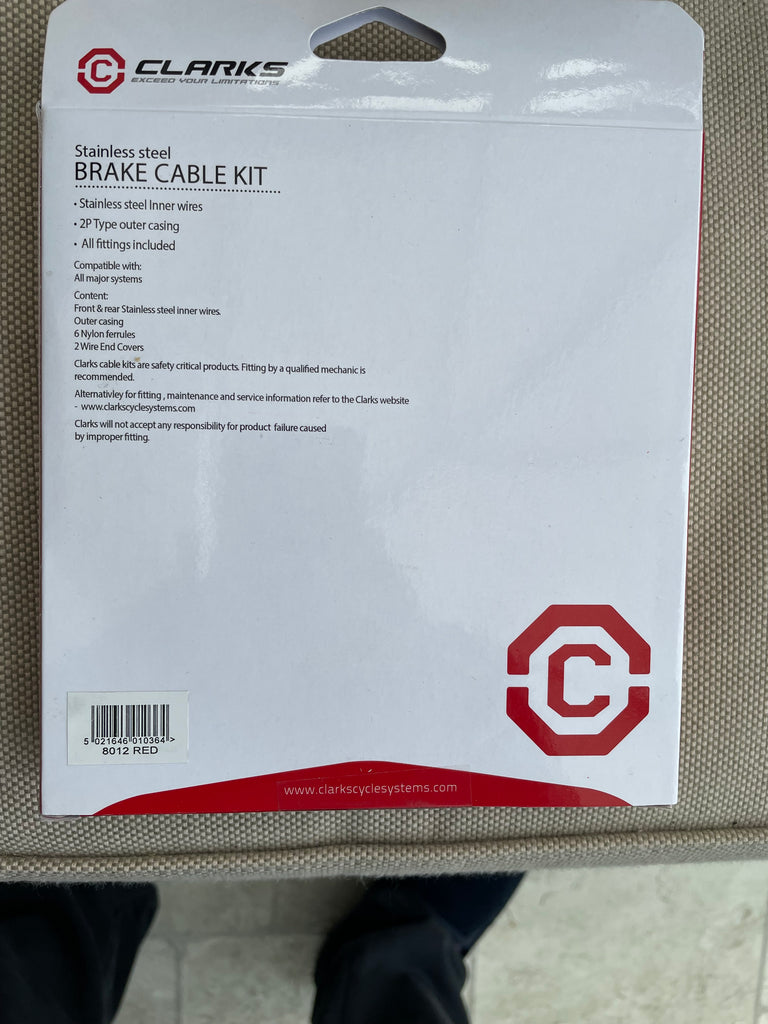 C CLARKS
EXCEED YOUR LIMITATIONS
Stainless steel
BRAKE CABLE KIT
• Stainless steel Inner wires
• 2P Type outer casing
• All fittings included
Compatible with:
All major systems
Content:
Front & rear Stainless steel inner wires.
Outer casing
6 Nylon ferrules
2 Wire End Covers
Clarks cable kits are safety critical products. Fitting by a qualified mechanic is
recommended.
Alternativley for fitting , maintenance and service information refer to the Clarks website
- www.clarkscyclesystems.com
Clarks will not accept any responsibility for product failure caused
by improper fitting.
C
5 021646 010364 >
8012 RED
www.clarkscyclesystems.com